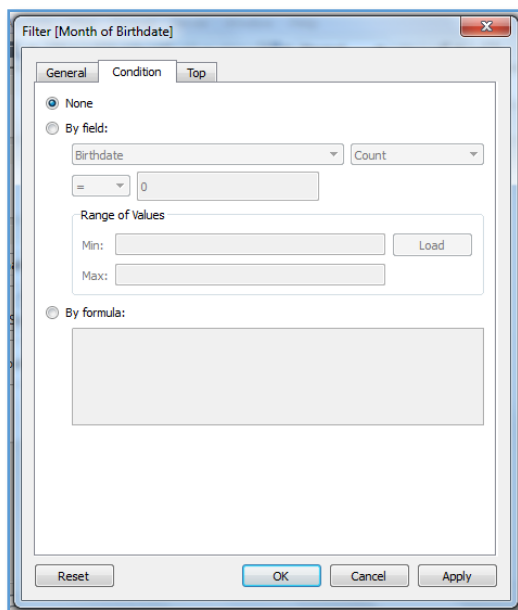 Filter [Month of Birthdate]
General Condition Top
None
By field:
Birthdate Count
= 0
Range of Values
Min: Load
Max:
By formula:
Reset OK Cancel Apply